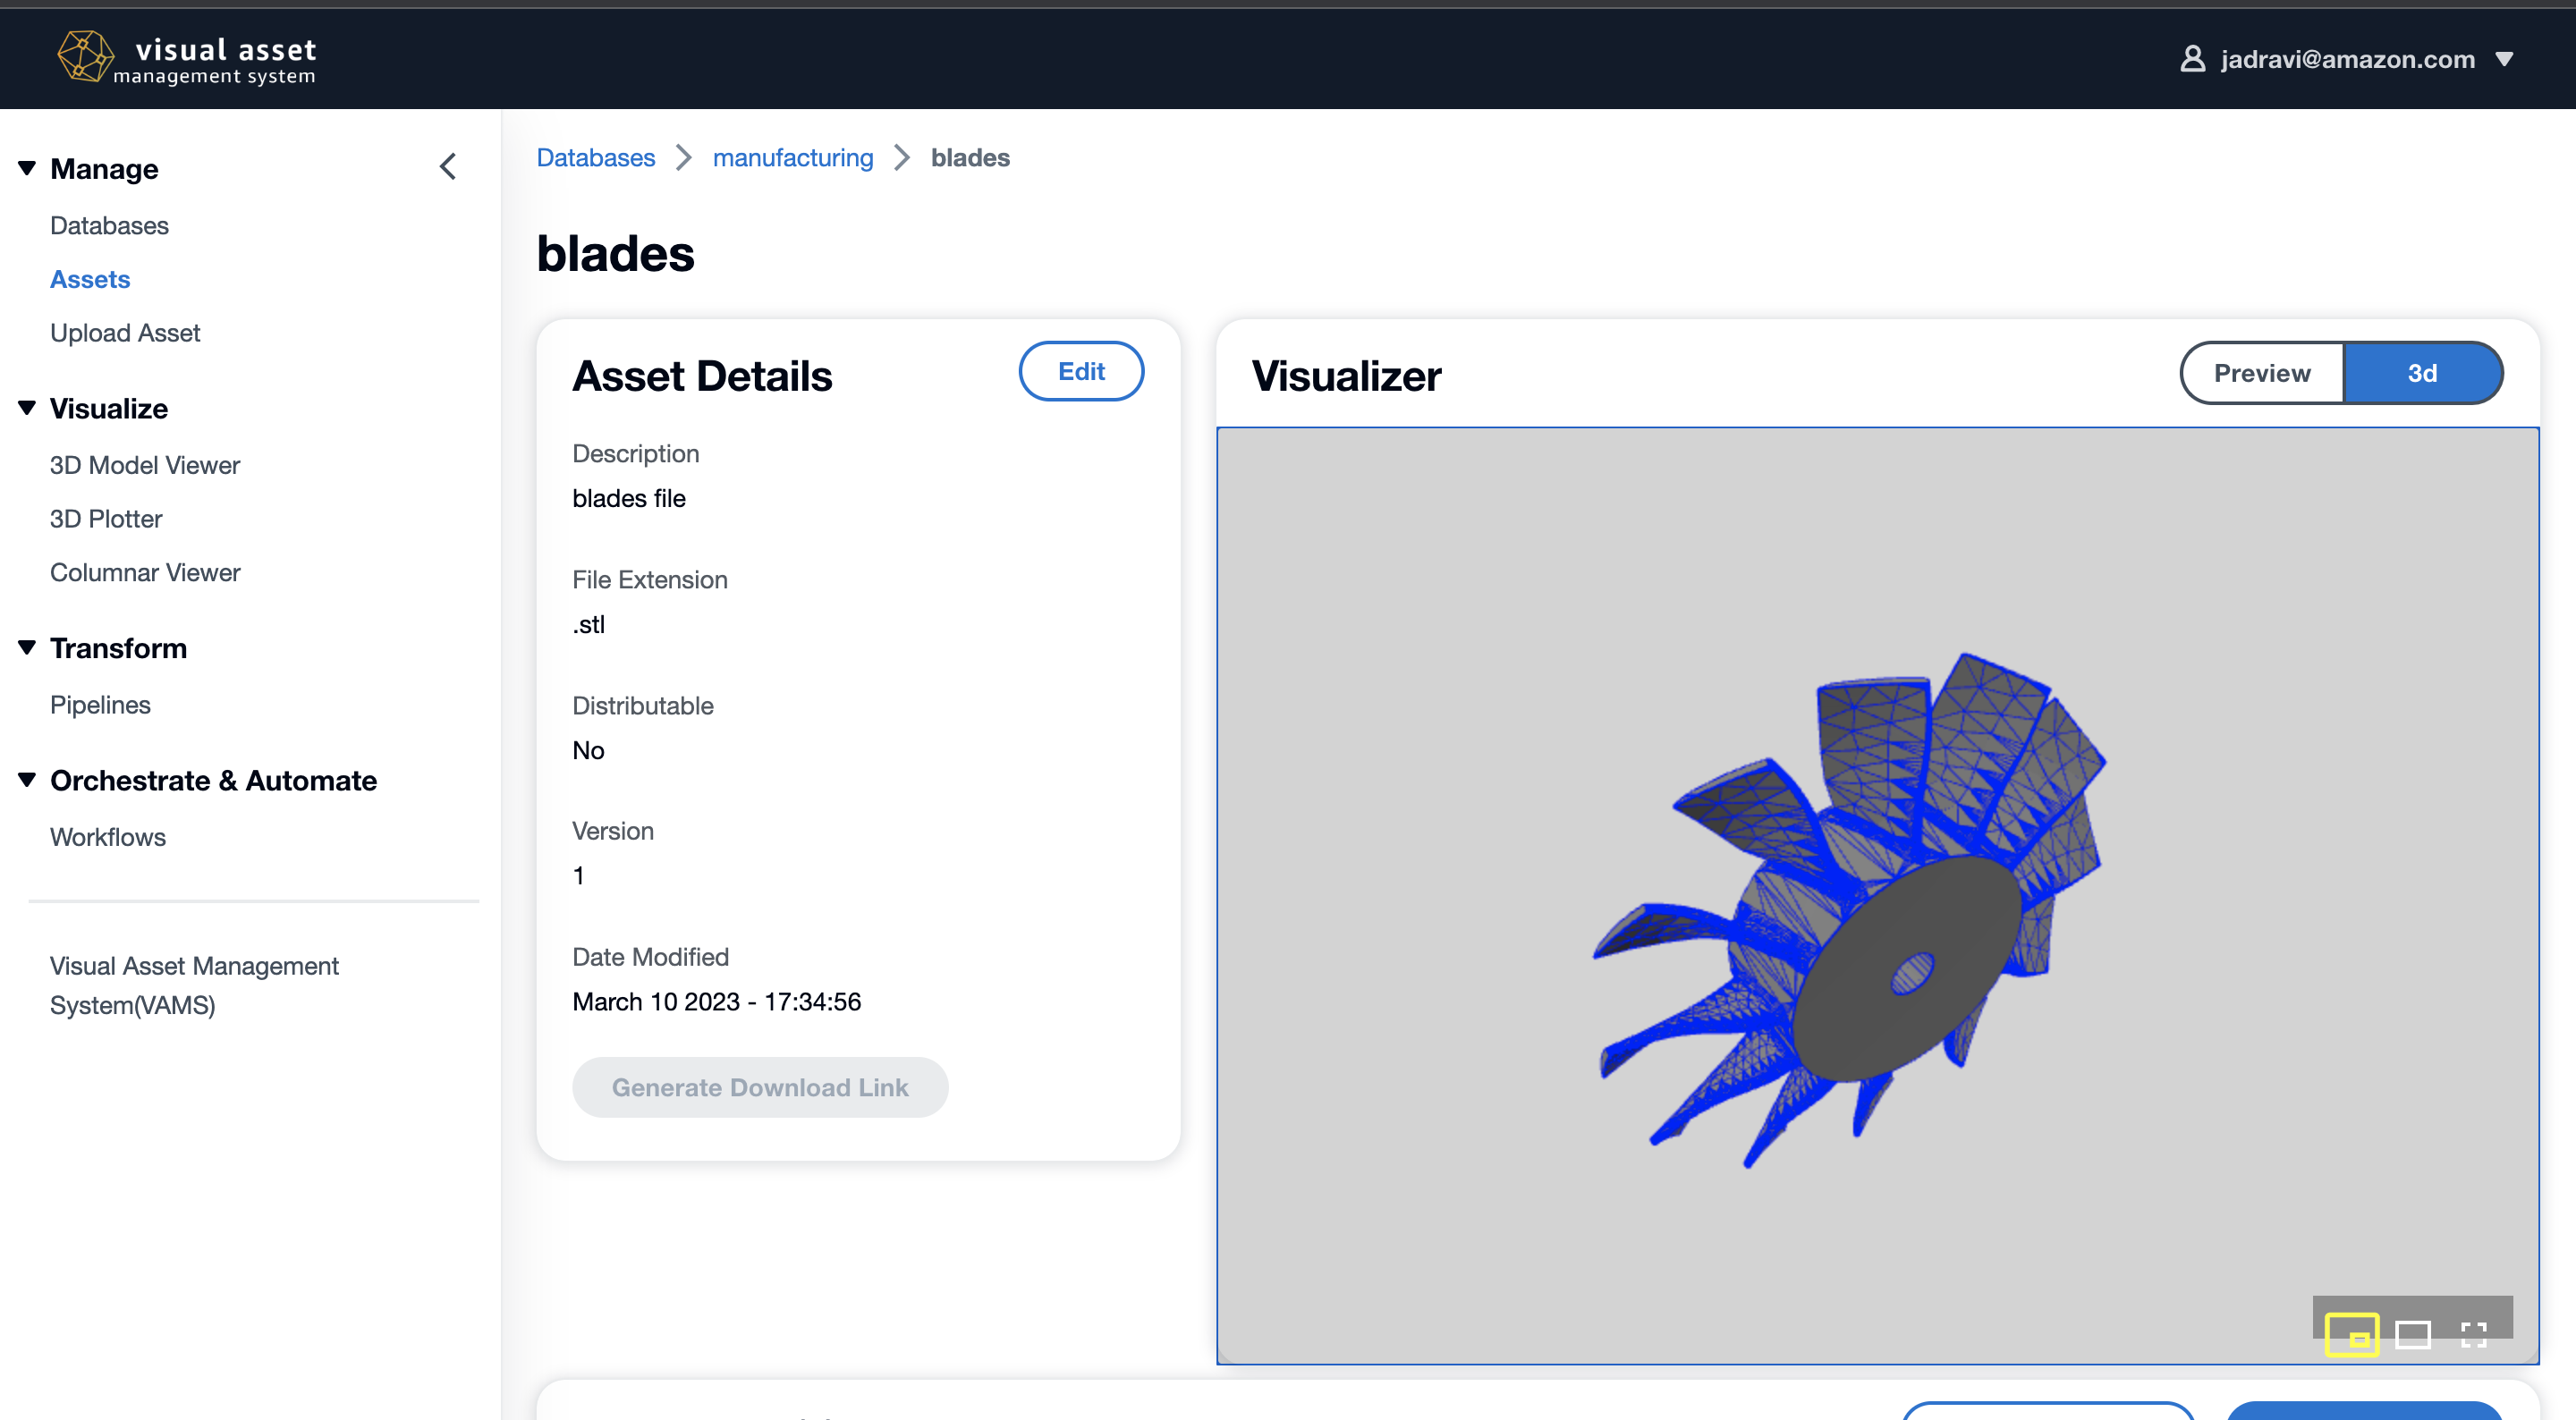 visual asset
management system
jadravi@amazon.com
Manage
Databases
Assets
Upload Asset
Visualize
3D Model Viewer
3D Plotter
Columnar Viewer
Transform
Pipelines
Orchestrate & Automate
Workflows
Visual Asset Management
System(VAMS)
Databases
manufacturing
blades
blades
Asset Details
Edit
Description
blades file
File Extension
.stl
Distributable
No
Version
1
Date Modified
March 10 2023 - 17:34:56
Generate Download Link
Visualizer
Preview
3d